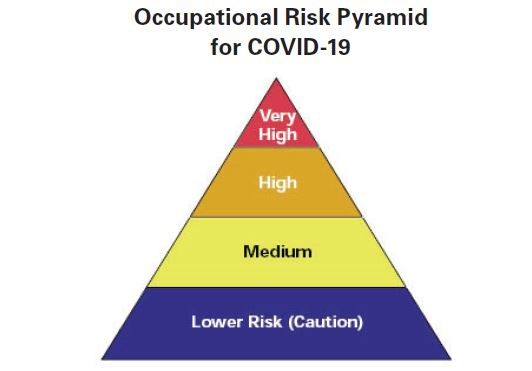 Occupational Risk Pyramid
for COVID-19
Very
High
High
Medium
Lower Risk (Caution)